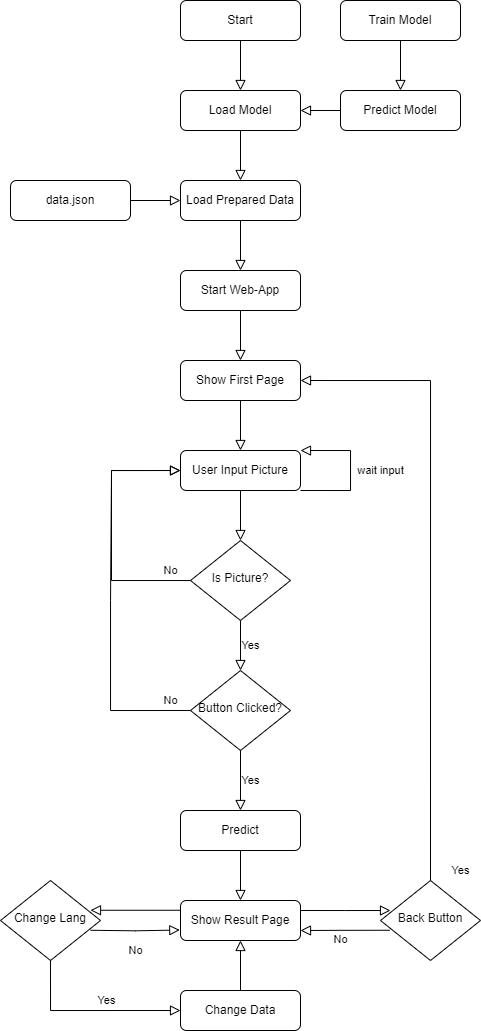 Start
Train Model
Load Model
Predict Model
data.json
Load Prepared Data
Start Web-App
Show First Page
User Input Picture
wait input
No
Is Picture?
Yes
No
Button Clicked?
Yes
Predict
Yes
Change Lang
Show Result Page
Back Button
No
No
Yes
Change Data